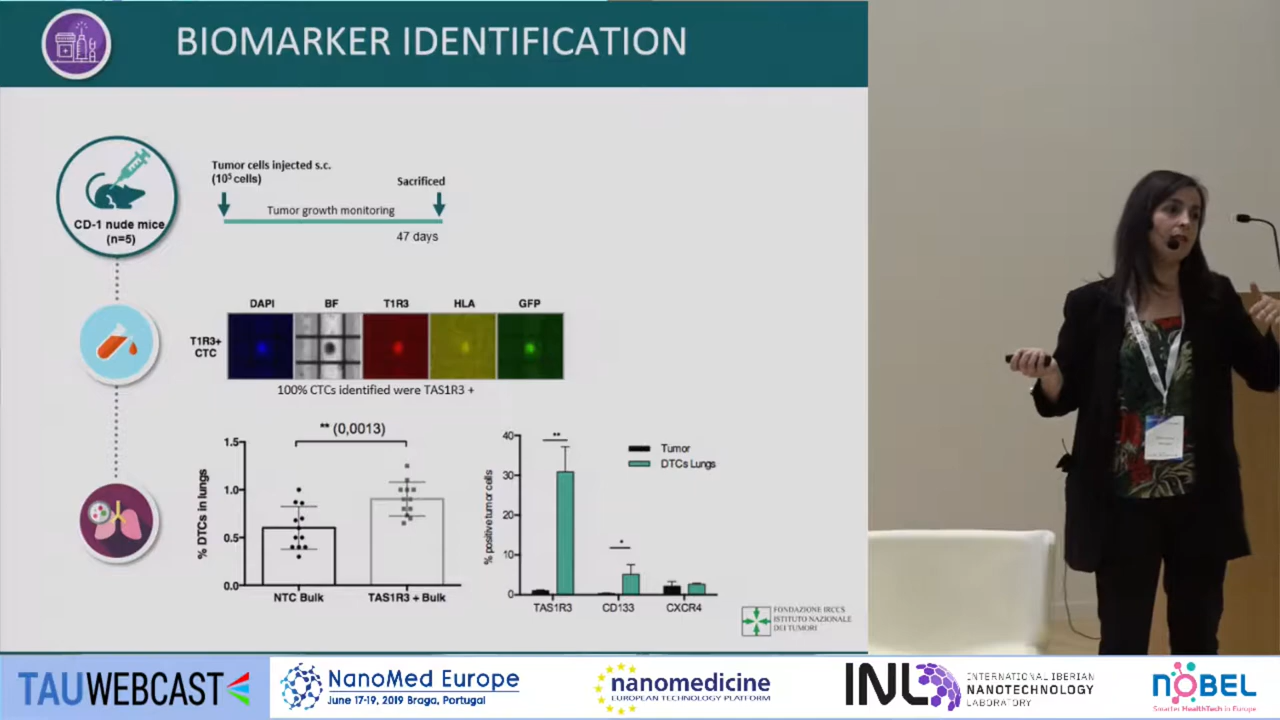 BIOMARKER IDENTIFICATION
Tumor cells injected s.c.
(10⁵ cells)
Sacrificed
Tumor growth monitoring
47 days
CD-1 nude mice
(n=5)
DAPI BF T1R3 HLA GFP
T1R3+
CTC
100% CTCs identified were TAS1R3 +
** (0,0013)
1.5
1.0
0.5
0.0
% DTCs in lungs
NTC Bulk TAS1R3 + Bulk
40
30
20
10
0
% positive tumor cells
**
*
Tumor
DTCs Lungs
TAS1R3 CD133 CXCR4
FONDAZIONE IRCCS
ISTITUTO NAZIONALE
DEI TUMORI
TAUWEBCAST
NanoMed Europe
June 17-19, 2019 Braga, Portugal
nanomedicine
EUROPEAN TECHNOLOGY PLATFORM
INL
INTERNATIONAL IBERIAN
NANOTECHNOLOGY
LABORATORY
NOBEL
Smarter HealthTech in Europe